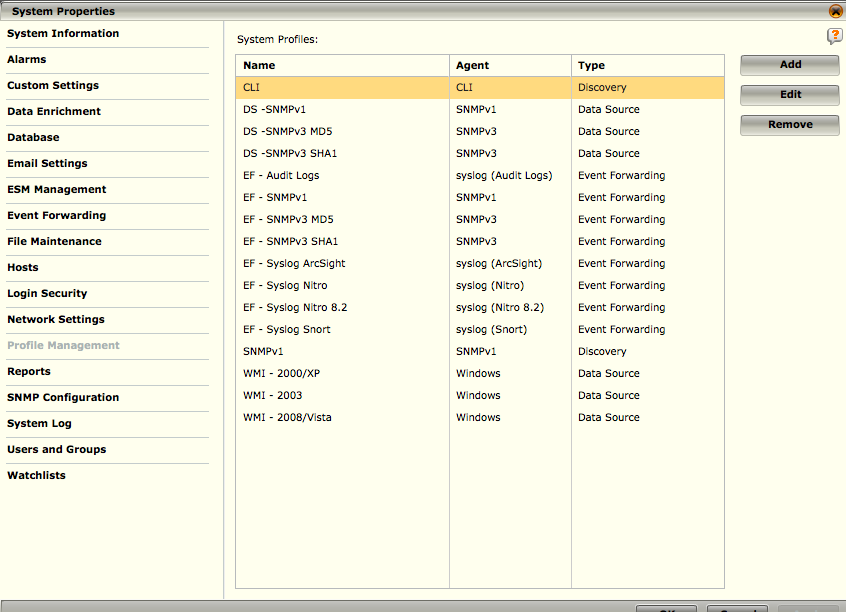 System Properties
System Information
Alarms
Custom Settings
Data Enrichment
Database
Email Settings
ESM Management
Event Forwarding
File Maintenance
Hosts
Login Security
Network Settings
Profile Management
Reports
SNMP Configuration
System Log
Users and Groups
Watchlists
System Profiles:
Name Agent Type
CLI CLI Discovery
DS -SNMPv1 SNMPv1 Data Source
DS -SNMPv3 MD5 SNMPv3 Data Source
DS -SNMPv3 SHA1 SNMPv3 Data Source
EF - Audit Logs syslog (Audit Logs) Event Forwarding
EF - SNMPv1 SNMPv1 Event Forwarding
EF - SNMPv3 MD5 SNMPv3 Event Forwarding
EF - SNMPv3 SHA1 SNMPv3 Event Forwarding
EF - Syslog ArcSight syslog (ArcSight) Event Forwarding
EF - Syslog Nitro syslog (Nitro) Event Forwarding
EF - Syslog Nitro 8.2 syslog (Nitro 8.2) Event Forwarding
EF - Syslog Snort syslog (Snort) Event Forwarding
SNMPv1 SNMPv1 Discovery
WMI - 2000/XP Windows Data Source
WMI - 2003 Windows Data Source
WMI - 2008/Vista Windows Data Source
?
Add
Edit
Remove